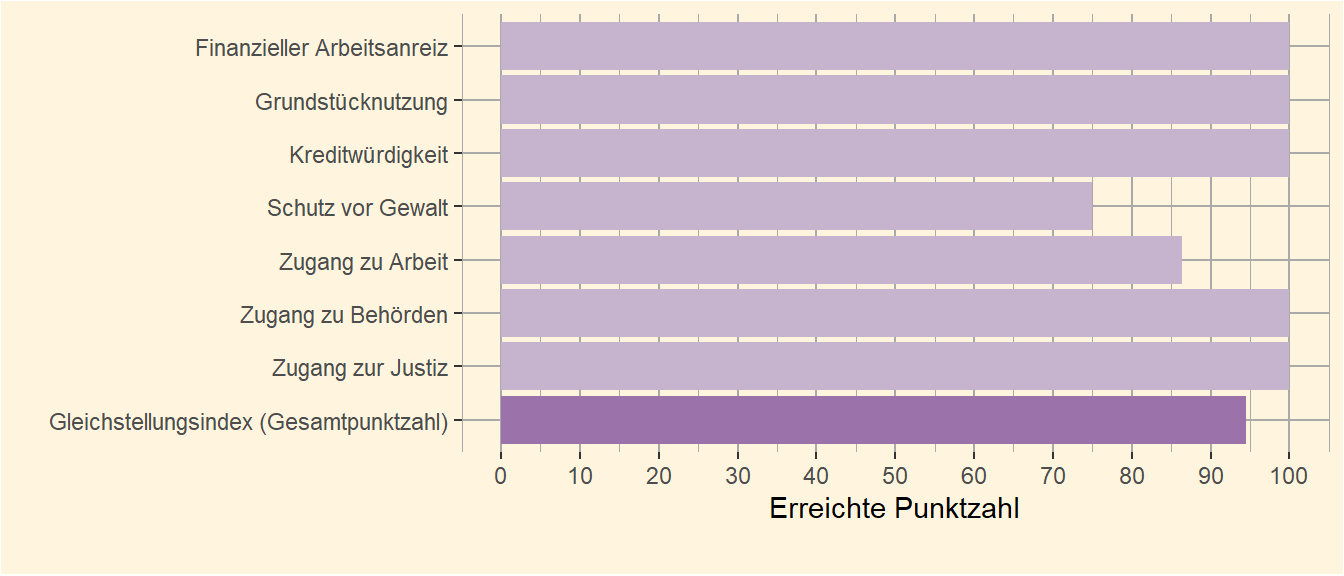 Finanzieller Arbeitsanreiz
Grundstücknutzung
Kreditwürdigkeit
Schutz vor Gewalt
Zugang zu Arbeit
Zugang zu Behörden
Zugang zur Justiz
Gleichstellungsindex (Gesamtpunktzahl)
0 10 20 30 40 50 60 70 80 90 100
Erreichte Punktzahl